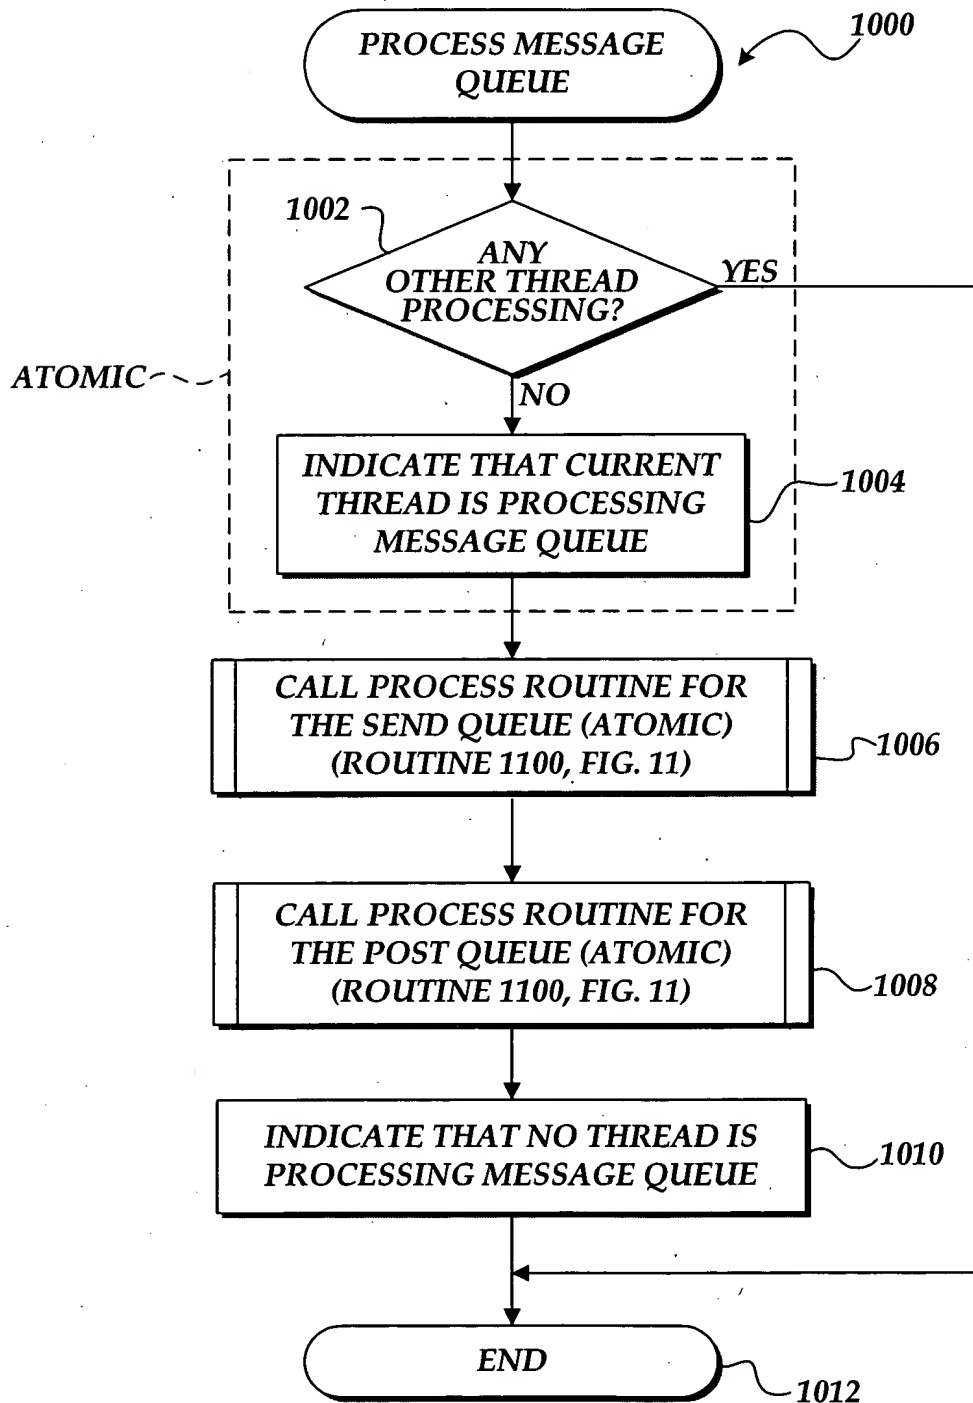 PROCESS MESSAGE
QUEUE
1000
1002
ANY
OTHER THREAD
PROCESSING?
YES
ATOMIC
NO
INDICATE THAT CURRENT
THREAD IS PROCESSING
MESSAGE QUEUE
1004
CALL PROCESS ROUTINE FOR
THE SEND QUEUE (ATOMIC)
(ROUTINE 1100, FIG. 11)
1006
CALL PROCESS ROUTINE FOR
THE POST QUEUE (ATOMIC)
(ROUTINE 1100, FIG. 11)
1008
INDICATE THAT NO THREAD IS
PROCESSING MESSAGE QUEUE
1010
END
1012